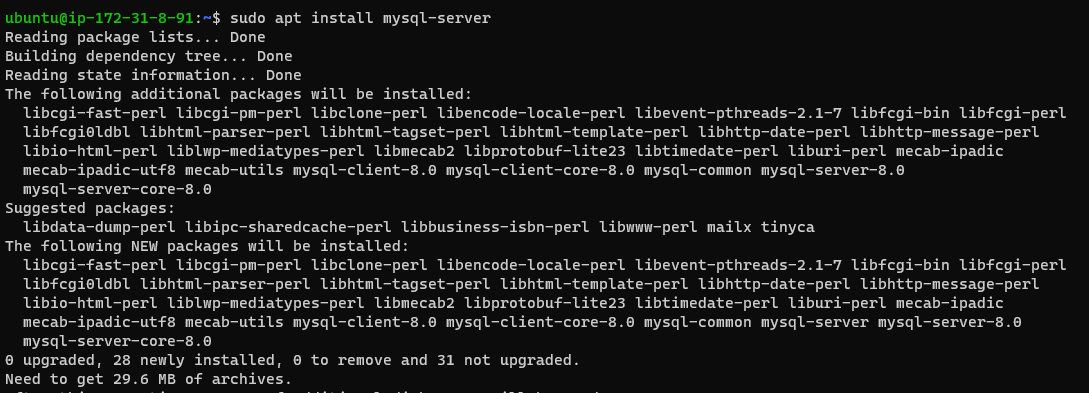 ubuntu@ip-172-31-8-91:~$ sudo apt install mysql-server
Reading package lists... Done
Building dependency tree... Done
Reading state information... Done
The following additional packages will be installed:
  libcgi-fast-perl libcgi-pm-perl libclone-perl libencode-locale-perl libevent-pthreads-2.1-7 libfcgi-bin libfcgi-perl
  libfcgi0ldbl libhtml-parser-perl libhtml-tagset-perl libhtml-template-perl libhttp-date-perl libhttp-message-perl
  libio-html-perl liblwp-mediatypes-perl libmecab2 libprotobuf-lite23 libtimedate-perl liburi-perl mecab-ipadic
  mecab-ipadic-utf8 mecab-utils mysql-client-8.0 mysql-client-core-8.0 mysql-common mysql-server-8.0
  mysql-server-core-8.0
Suggested packages:
  libdata-dump-perl libipc-sharedcache-perl libbusiness-isbn-perl libwww-perl mailx tinyca
The following NEW packages will be installed:
  libcgi-fast-perl libcgi-pm-perl libclone-perl libencode-locale-perl libevent-pthreads-2.1-7 libfcgi-bin libfcgi-perl
  libfcgi0ldbl libhtml-parser-perl libhtml-tagset-perl libhtml-template-perl libhttp-date-perl libhttp-message-perl
  libio-html-perl liblwp-mediatypes-perl libmecab2 libprotobuf-lite23 libtimedate-perl liburi-perl mecab-ipadic
  mecab-ipadic-utf8 mecab-utils mysql-client-8.0 mysql-client-core-8.0 mysql-common mysql-server mysql-server-8.0
  mysql-server-core-8.0
0 upgraded, 28 newly installed, 0 to remove and 31 not upgraded.
Need to get 29.6 MB of archives.